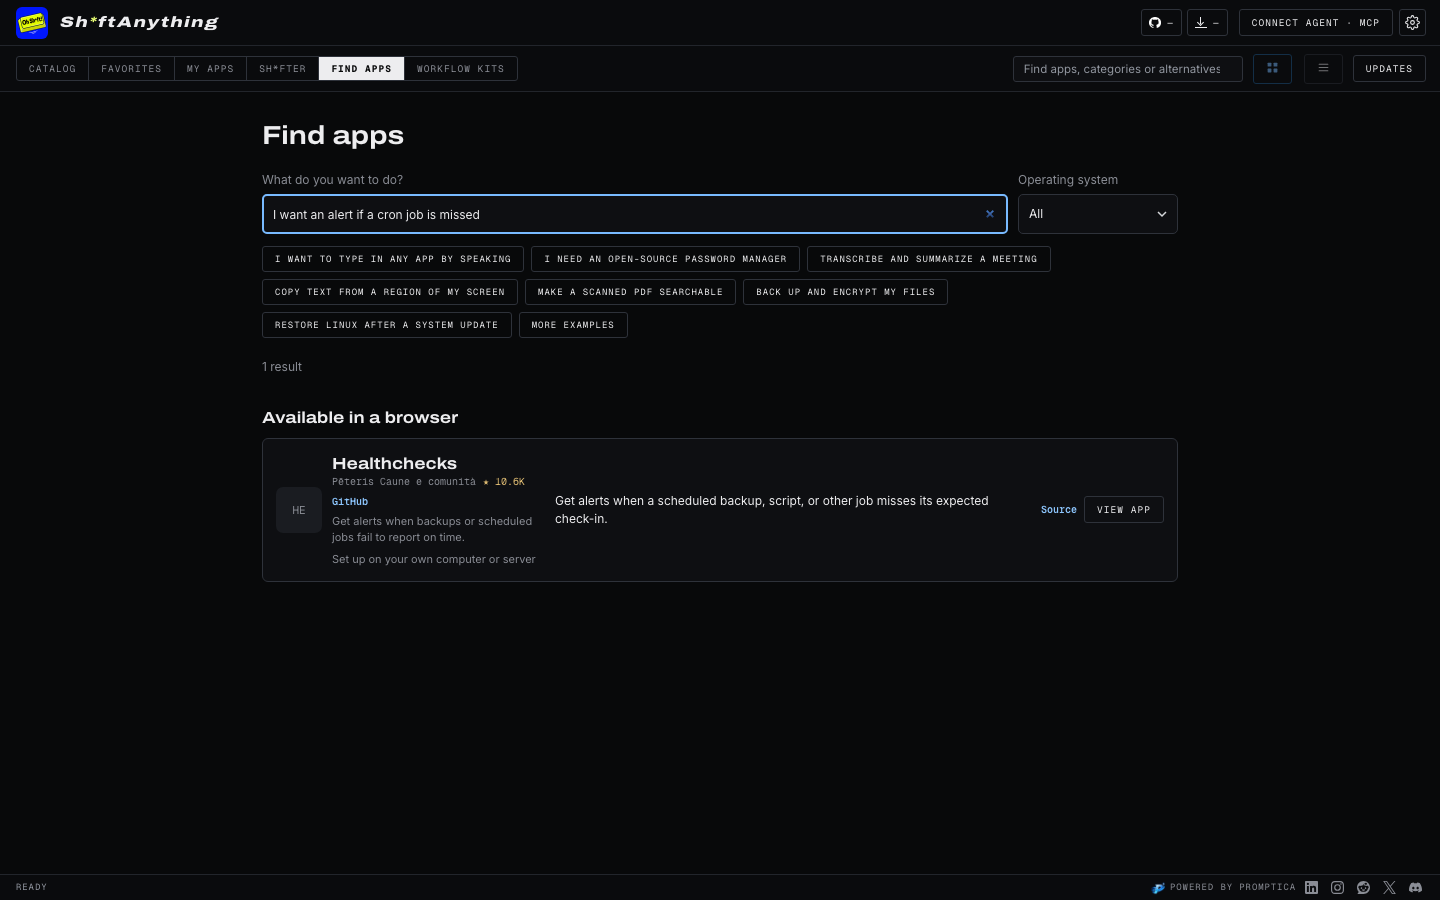 Oh Sh*ft!
Sh*ftAnything
–
–
CONNECT AGENT · MCP
CATALOG
FAVORITES
MY APPS
SH*FTER
FIND APPS
WORKFLOW KITS
Find apps, categories or alternatives
UPDATES
Find apps
What do you want to do?
Operating system
I want an alert if a cron job is missed
All
I WANT TO TYPE IN ANY APP BY SPEAKING
I NEED AN OPEN-SOURCE PASSWORD MANAGER
TRANSCRIBE AND SUMMARIZE A MEETING
COPY TEXT FROM A REGION OF MY SCREEN
MAKE A SCANNED PDF SEARCHABLE
BACK UP AND ENCRYPT MY FILES
RESTORE LINUX AFTER A SYSTEM UPDATE
MORE EXAMPLES
1 result
Available in a browser
HE
Healthchecks
Pēteris Caune e comunità ★ 10.6K
GitHub
Get alerts when backups or scheduled
jobs fail to report on time.
Set up on your own computer or server
Get alerts when a scheduled backup, script, or other job misses its expected
check-in.
Source
VIEW APP
READY
POWERED BY PROMPTICA